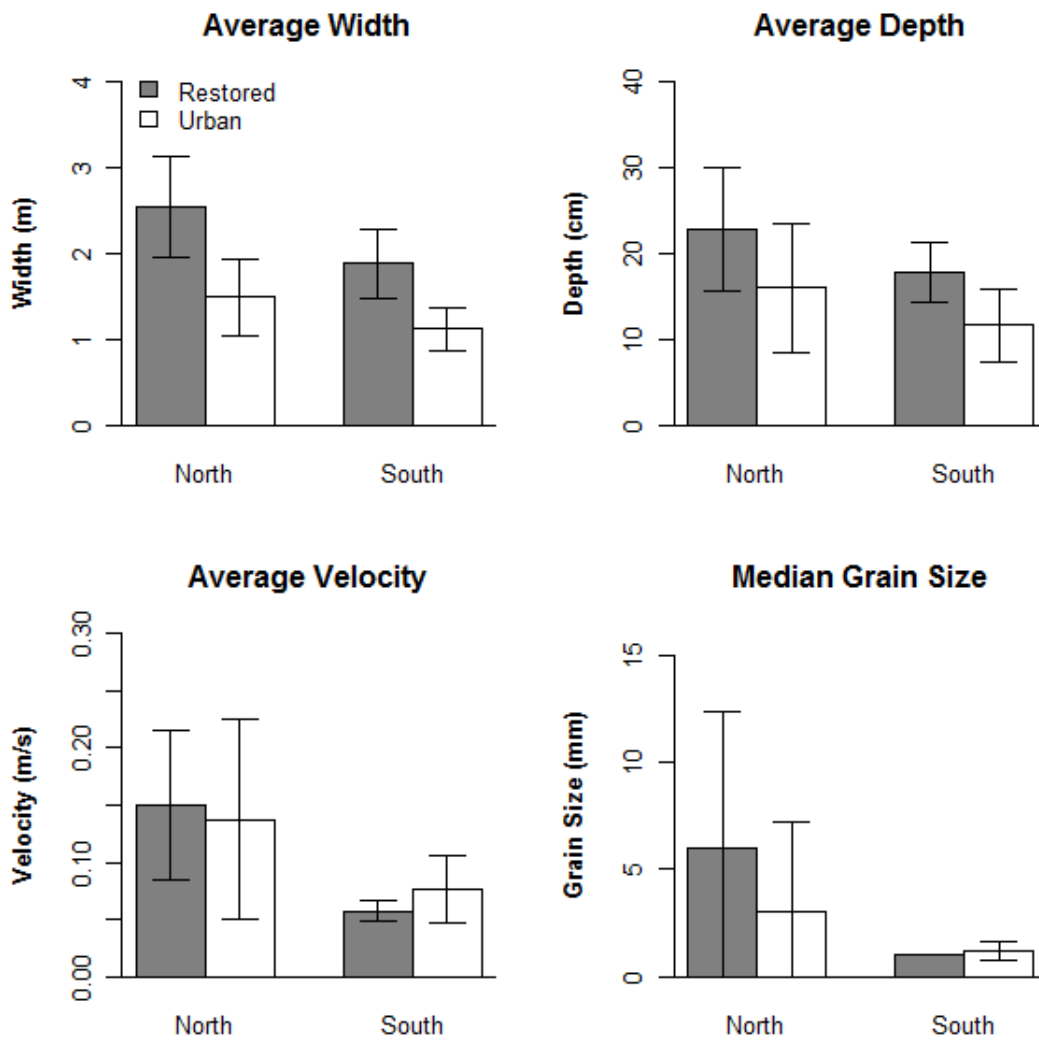 Average Width
Width (m)
4
3
2
1
0
Restored
Urban
North South
Average Depth
Depth (cm)
40
30
20
10
0
North South
Average Velocity
Velocity (m/s)
0.30
0.20
0.10
0.00
North South
Median Grain Size
Grain Size (mm)
15
10
5
0
North South